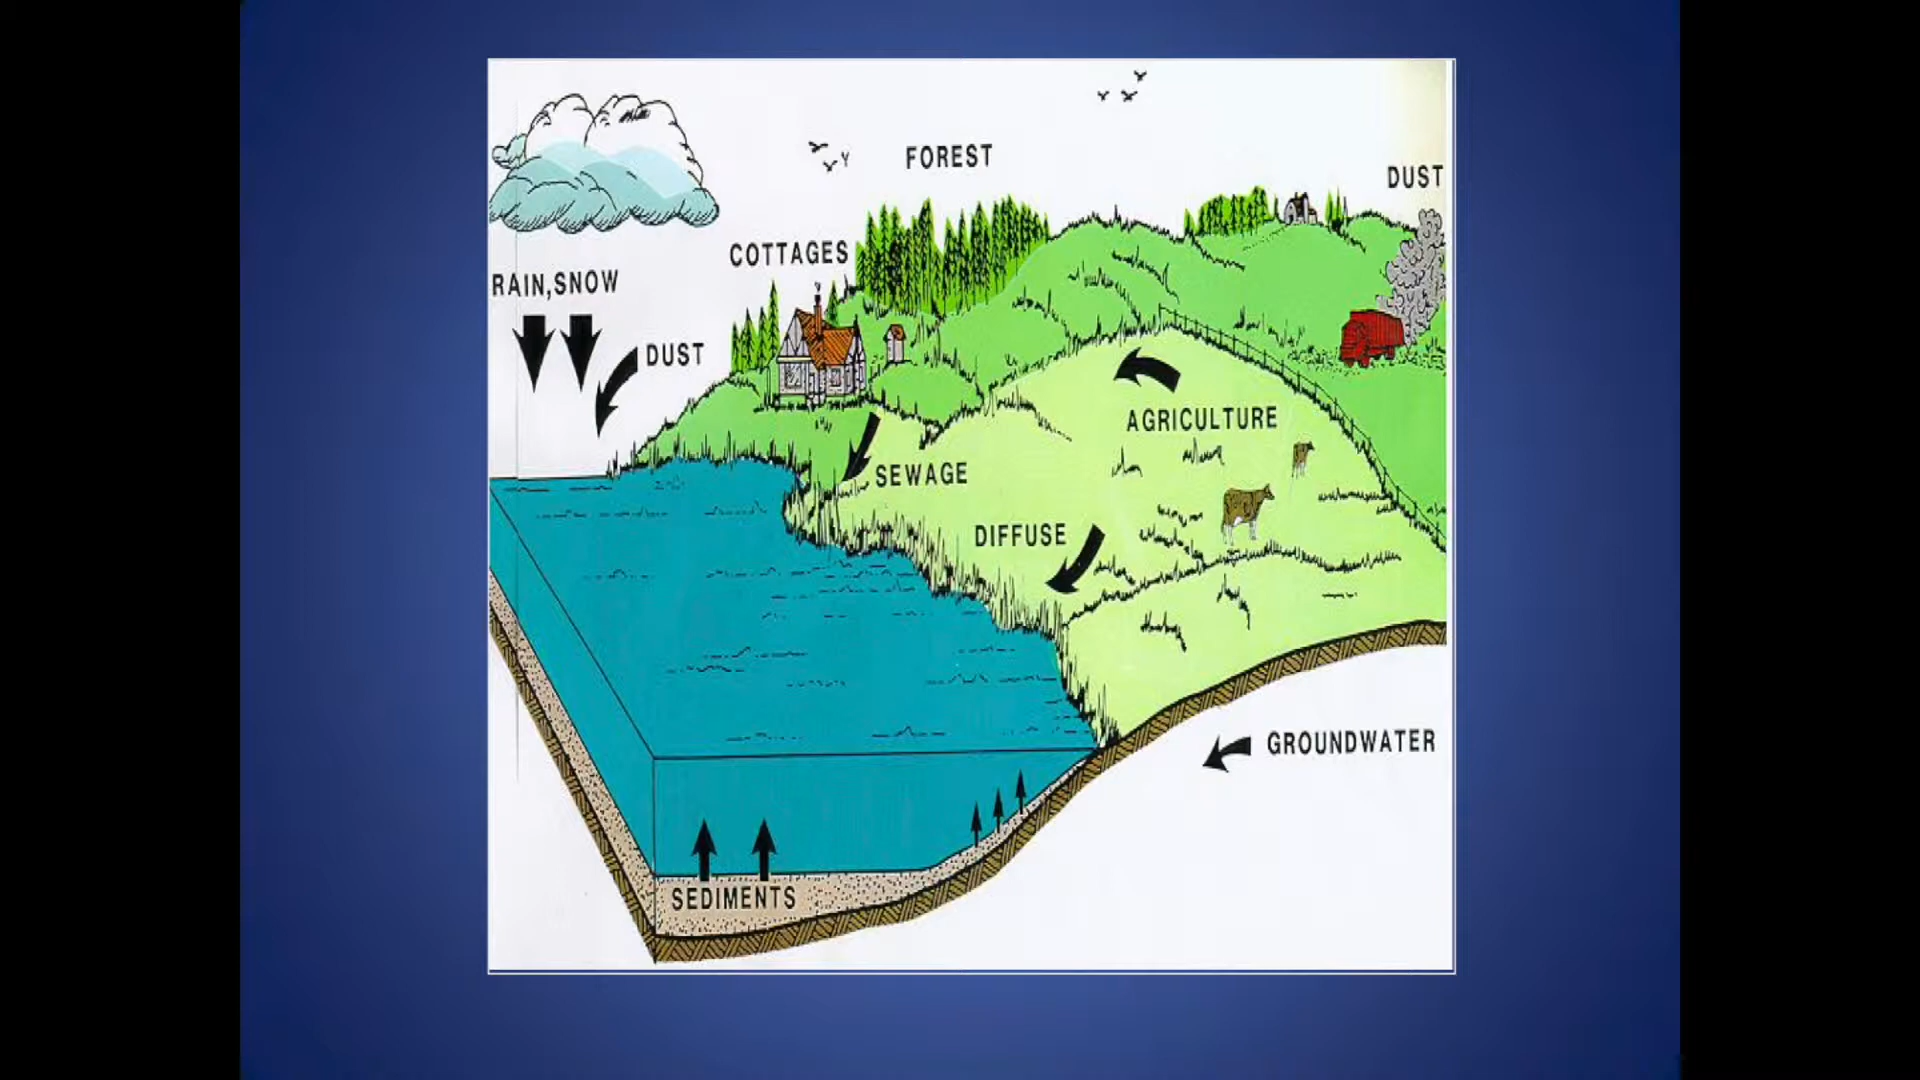 FOREST
DUST
COTTAGES
RAIN,SNOW
DUST
AGRICULTURE
SEWAGE
DIFFUSE
GROUNDWATER
SEDIMENTS